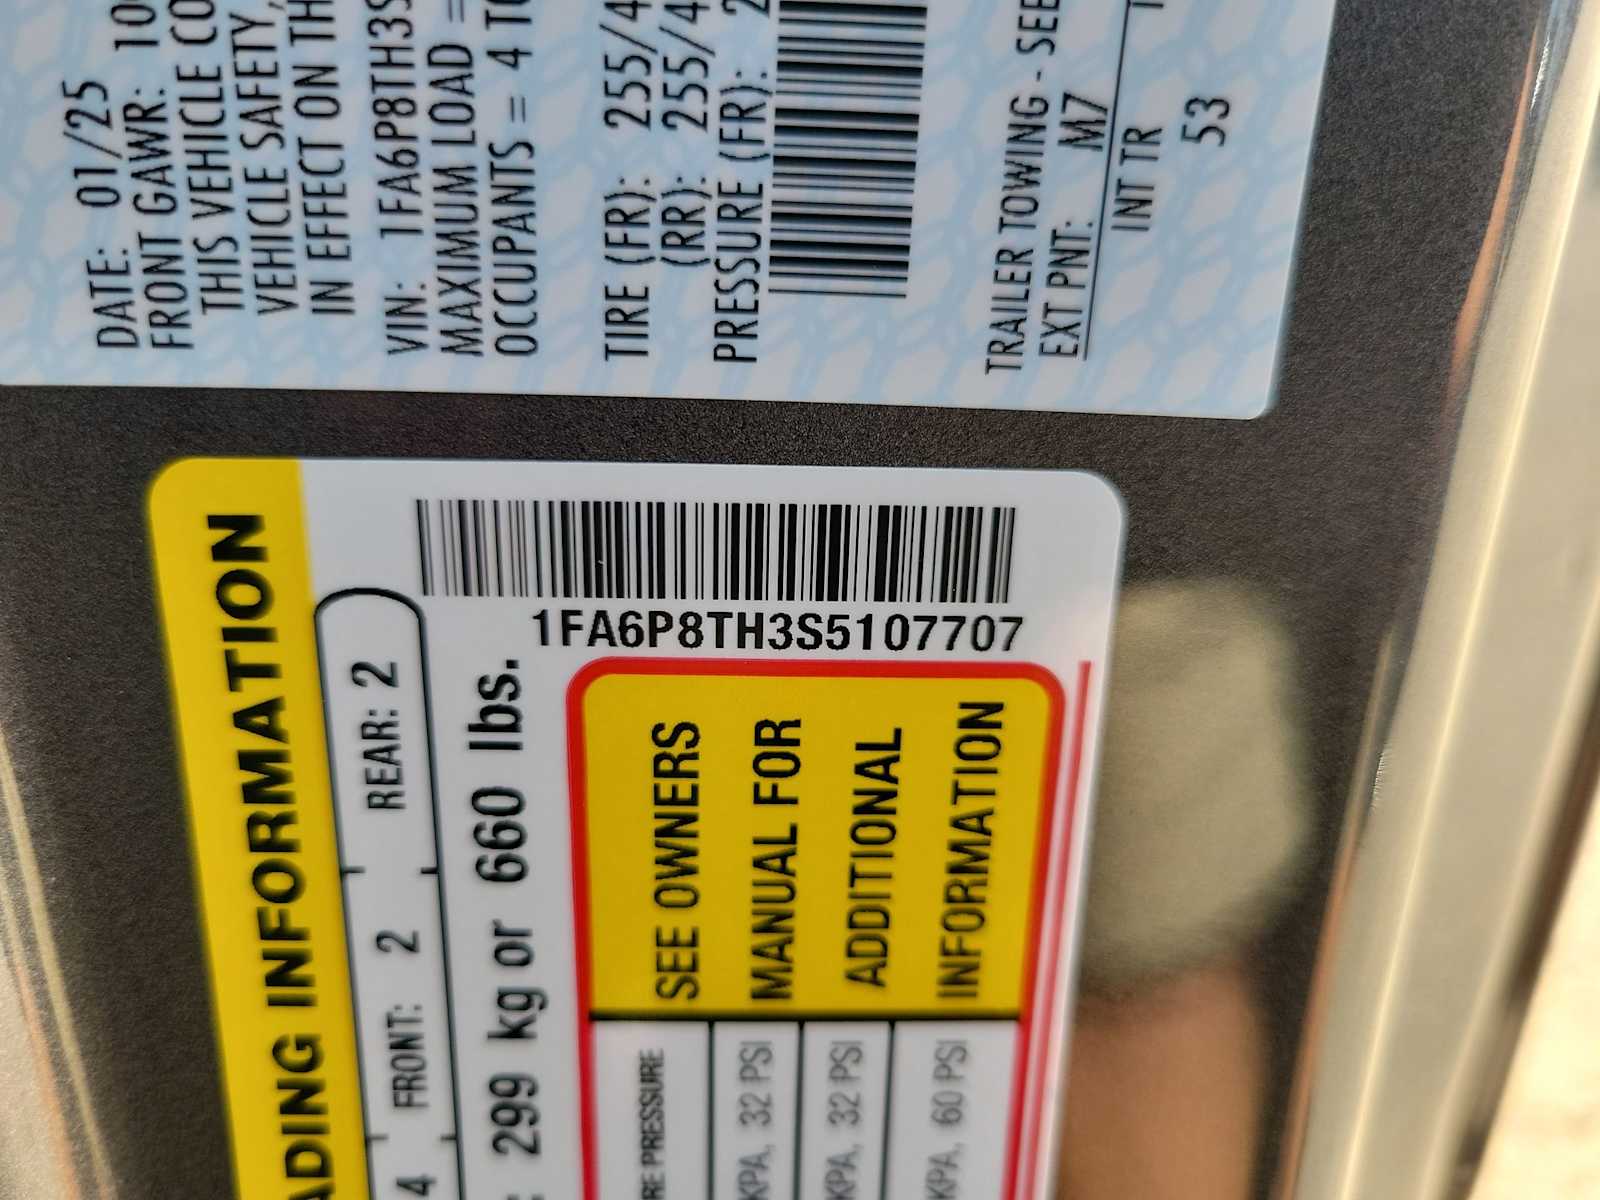 DATE: 01/25
FRONT GAWR:
THIS VEHICLE
VEHICLE SAFETY,
IN EFFECT ON
VIN: 1FA6P8TH3S
MAXIMUM LOAD =
OCCUPANTS = 4
TIRE (FR): 255/4
(RR): 255/4
PRESSURE (FR):
TRAILER TOWING - SEE
EXT PNT: M7
INT TR
53
INFORMATION
FRONT: 2 REAR: 2
299 kg or 660 lbs.
1FA6P8TH3S5107707
SEE OWNERS
MANUAL FOR
ADDITIONAL
INFORMATION
PRESSURE
KPA, 32 PSI
KPA, 32 PSI
KPA, 60 PSI